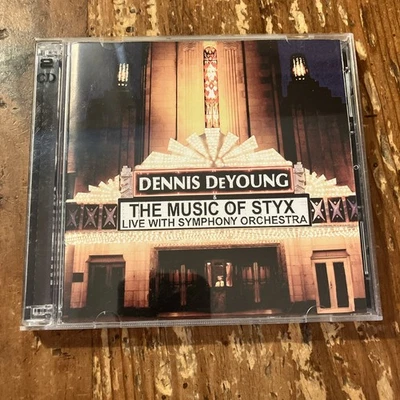 DENNIS DeYOUNG
THE MUSIC OF STYX
LIVE WITH SYMPHONY ORCHESTRA